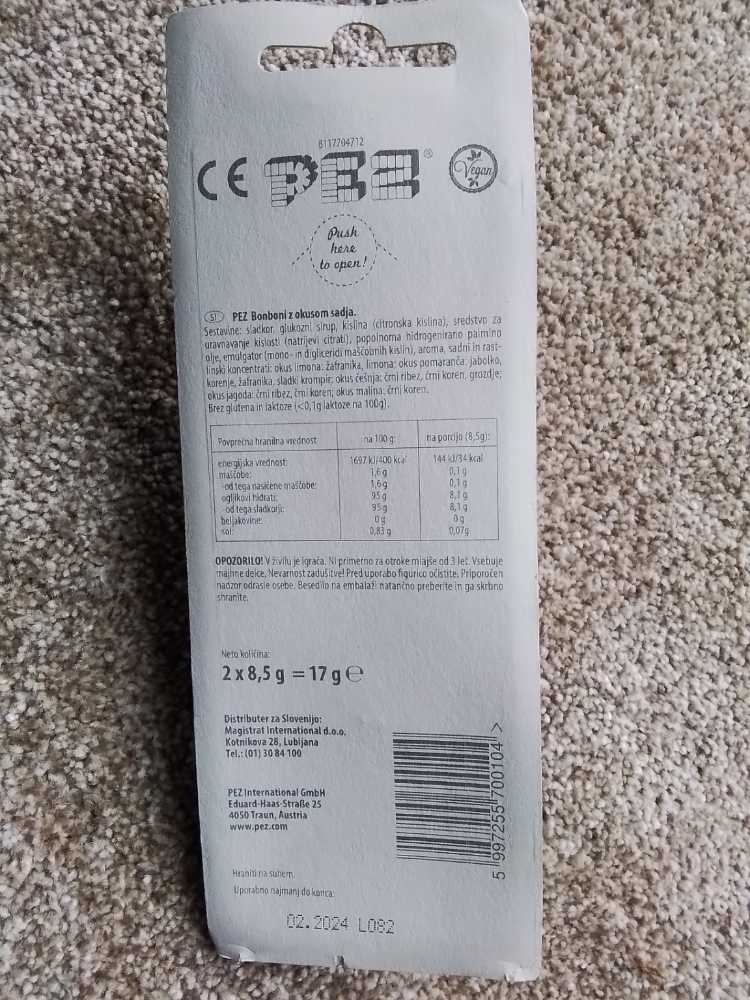 8117704712
CE PEZ® Vegan
Push
here
to open!
SI PEZ Bonboni z okusom sadja.
Sestavine: sladkor, glukozni sirup, kislina (citronska kislina), sredstvo za
uravnavanje kislosti (natrijevi citrati), popolnoma hidrogenirano palmino
olje, emulgator (mono- in digliceridi maščobnih kislin), aroma, sadni in rast-
linski koncentrati: okus limona: žafranika, limona; okus pomaranča: jabolko,
korenje, žafranika, sladki krompir; okus češnja: črni ribez, črni koren, grozdje;
okus jagoda: črni ribez, črni koren; okus malina: črni koren.
Brez glutena in laktoze (<0,1g laktoze na 100g).
Povprečna hranilna vrednost na 100 g: na porcijo (8,5g):
energijska vrednost: 1697 kJ/400 kcal 144 kJ/34 kcal
maščobe: 1,6 g 0,1 g
-od tega nasičene maščobe: 1,6 g 0,1 g
ogljikovi hidrati: 95 g 8,1 g
-od tega sladkorji: 95 g 8,1 g
beljakovine: 0 g 0 g
sol: 0,83 g 0,07g
OPOZORILO! V živilu je igrača. Ni primerno za otroke mlajše od 3 let. Vsebuje
majhne delce. Nevarnost zadušitve! Pred uporabo figurico očistite. Priporočen
nadzor odrasle osebe. Besedilo na embalaži natančno preberite in ga skrbno
shranite.
Neto količina:
2 x 8,5 g = 17 g ℮
Distributer za Slovenijo:
Magistrat International d.o.o.
Kotnikova 28, Lubljana
Tel.: (01) 30 84 100
PEZ International GmbH
Eduard-Haas-Straße 25
4050 Traun, Austria
www.pez.com
5 997255 700104 >
Hraniti na suhem.
Uporabno najmanj do konca:
02.2024 L082